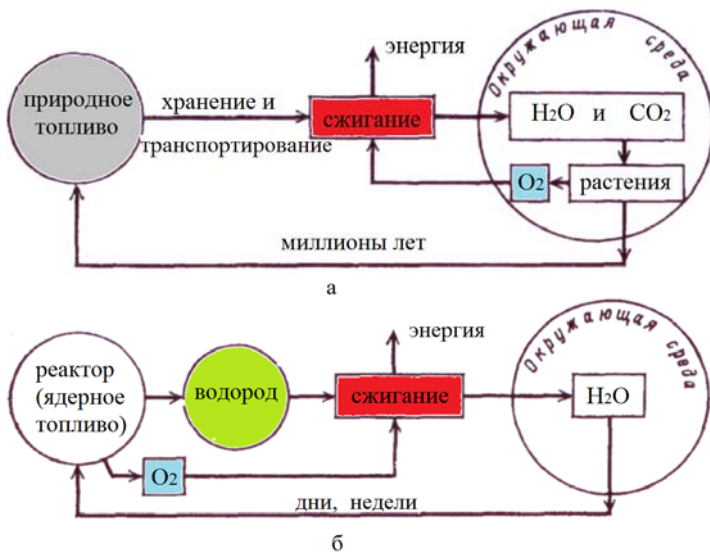 энергия
Окружающая среда
природное
топливо
хранение и
транспортирование
сжигание
H2O и CO2
O2
растения
миллионы лет
а
энергия
Окружающая среда
реактор
(ядерное
топливо)
водород
сжигание
H2O
O2
дни, недели
б